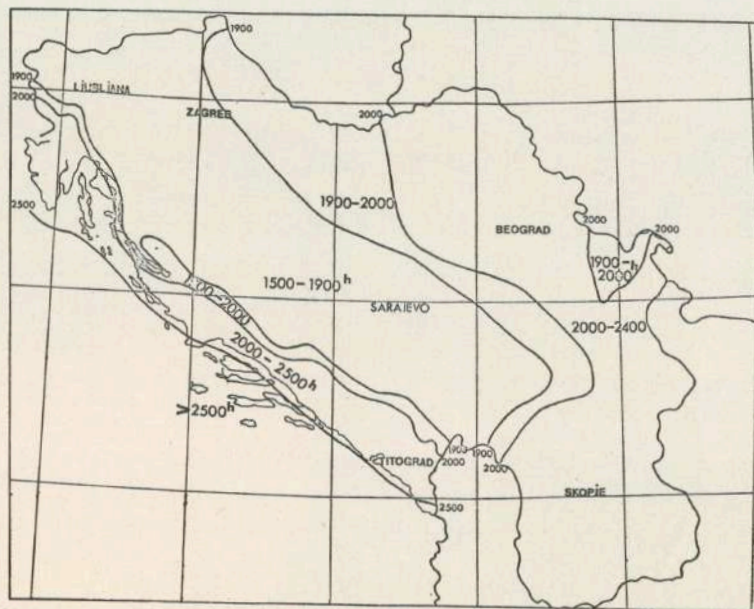 1900
1900
LJUBLJANA
2000
ZAGREB
2000
1900-2000
2500
BEOGRAD
2000
2000
1900-h
2000
1500-1900h
SARAJEVO
-2000
2000-2400
2000-2500h
>2500h
1900
1900
TITOGRAD
2000
2000
SKOPJE
2500